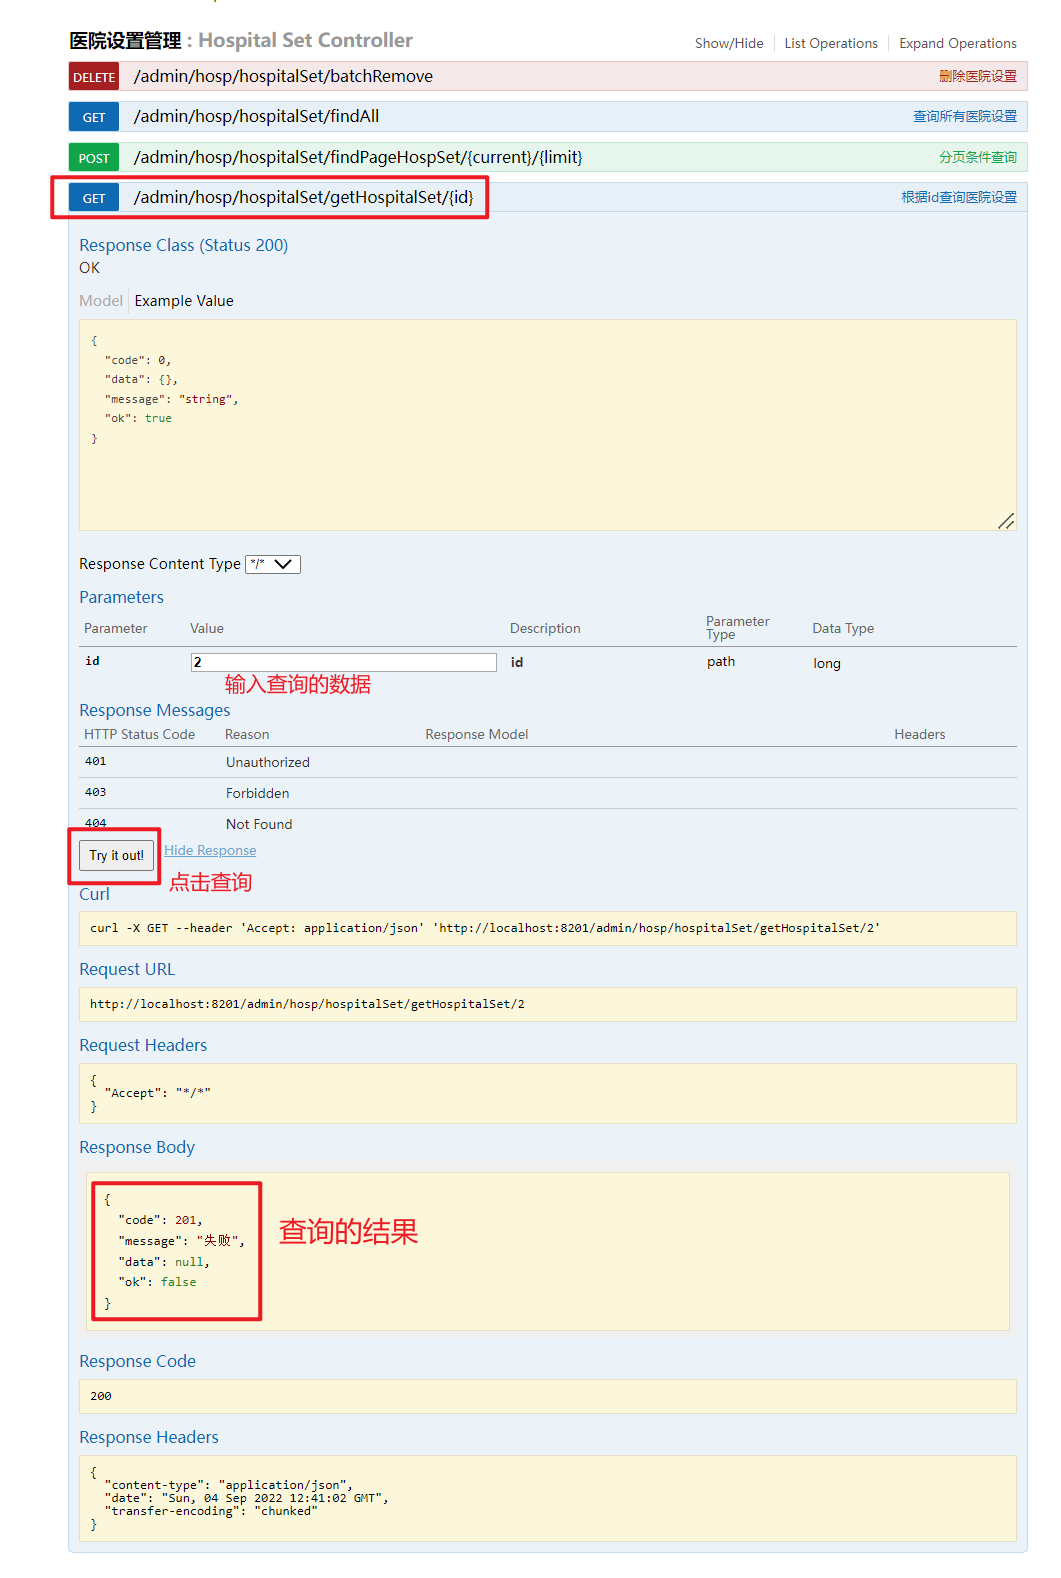 医院设置管理 : Hospital Set Controller
Show/Hide List Operations Expand Operations
DELETE /admin/hosp/hospitalSet/batchRemove 删除医院设置
GET /admin/hosp/hospitalSet/findAll 查询所有医院设置
POST /admin/hosp/hospitalSet/findPageHospSet/{current}/{limit} 分页条件查询
GET /admin/hosp/hospitalSet/getHospitalSet/{id} 根据id查询医院设置
Response Class (Status 200)
OK
Model Example Value
{
"code": 0,
"data": {},
"message": "string",
"ok": true
}
Response Content Type */*
Parameters
Parameter Value Description Parameter Type Data Type
id 2 id path long
输入查询的数据
Response Messages
HTTP Status Code Reason Response Model Headers
401 Unauthorized
403 Forbidden
404 Not Found
Try it out! Hide Response
点击查询
Curl
curl -X GET --header 'Accept: application/json' 'http://localhost:8201/admin/hosp/hospitalSet/getHospitalSet/2'
Request URL
http://localhost:8201/admin/hosp/hospitalSet/getHospitalSet/2
Request Headers
{
"Accept": "*/*"
}
Response Body
{
"code": 201,
"message": "失败",
"data": null,
"ok": false
}
查询的结果
Response Code
200
Response Headers
{
"content-type": "application/json",
"date": "Sun, 04 Sep 2022 12:41:02 GMT",
"transfer-encoding": "chunked"
}